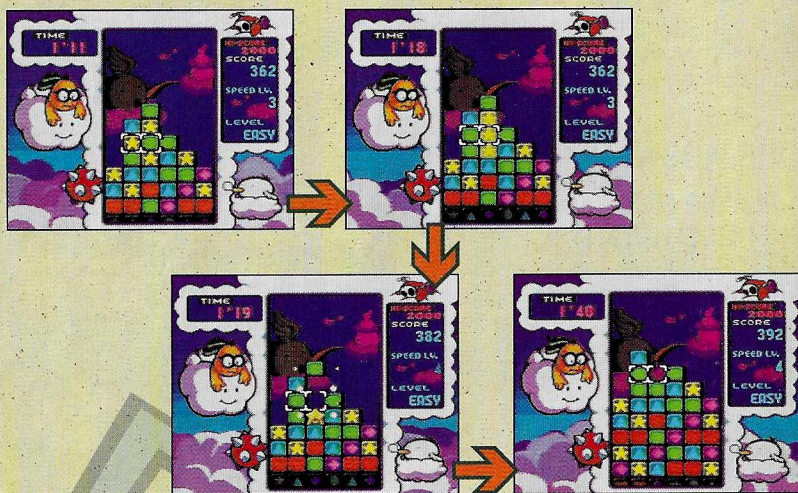 TIME
1"11
HI-SCORE
2000
SCORE
362
SPEED LV.
3
LEVEL
EASY
TIME
1"18
HI-SCORE
2000
SCORE
362
SPEED LV.
3
LEVEL
EASY
TIME
1"19
HI-SCORE
2000
SCORE
382
SPEED LV.
4
LEVEL
EASY
TIME
1"40
HI-SCORE
2000
SCORE
392
SPEED LV.
4
LEVEL
EASY